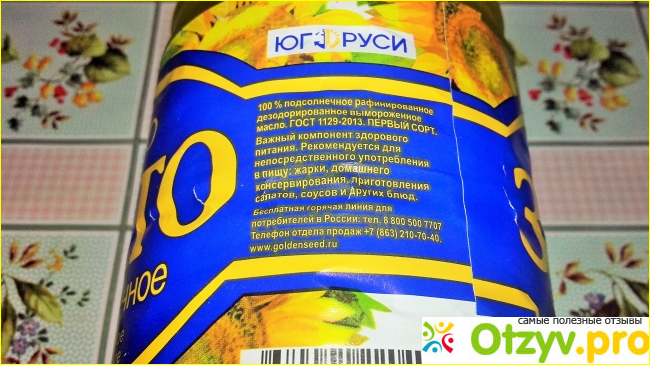 ЮГ РУСИ
100 % подсолнечное рафинированное
дезодорированное вымороженное
масло. ГОСТ 1129-2013. ПЕРВЫЙ СОРТ.
Важный компонент здорового
питания. Рекомендуется для
непосредственного употребления
в пищу: жарки, домашнего
консервирования, приготовления
салатов, соусов и других блюд.
Бесплатная горячая линия для
потребителей в России: тел. 8 800 500 7707
Телефон отдела продаж +7 (863) 210-70-40.
www.goldenseed.ru
ТО
нное
З
самые полезные отзывы
Otzyv.pro